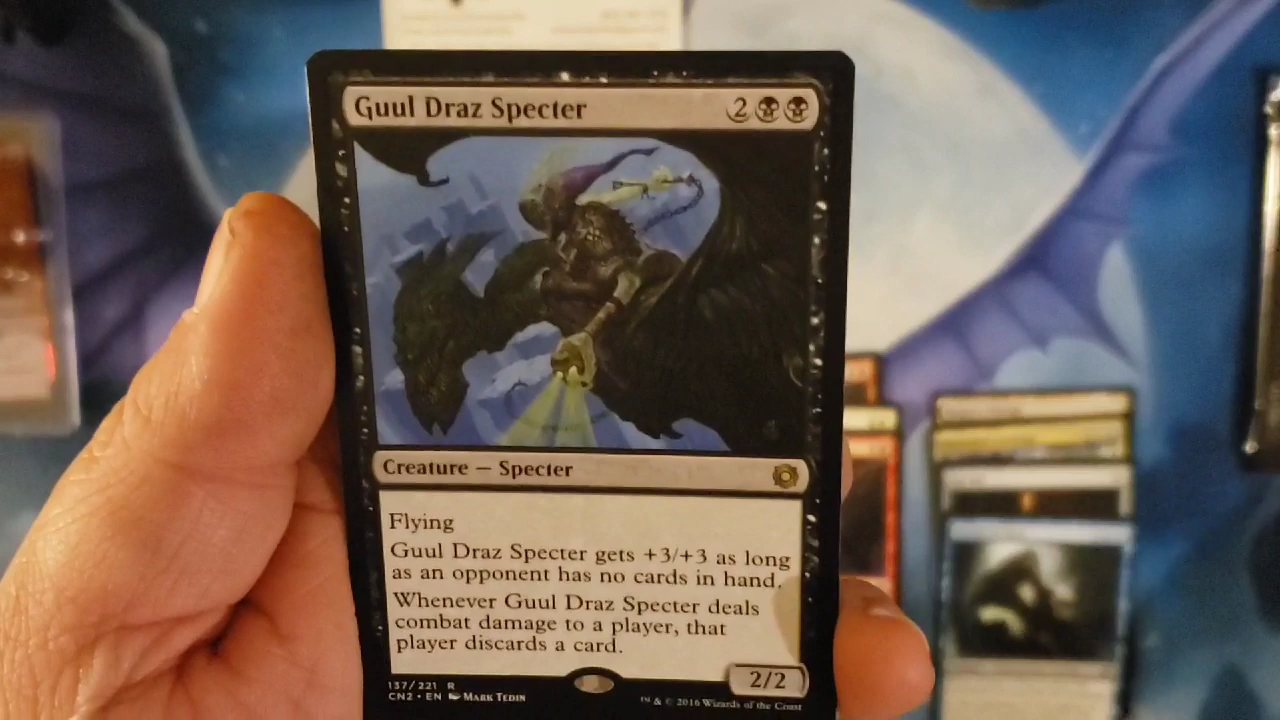 Guul Draz Specter 2
Creature — Specter
Flying
Guul Draz Specter gets +3/+3 as long
as an opponent has no cards in hand.
Whenever Guul Draz Specter deals
combat damage to a player, that
player discards a card.
2/2
137/221 R
CN2 • EN Mark Tedin
™ & © 2016 Wizards of the Coast